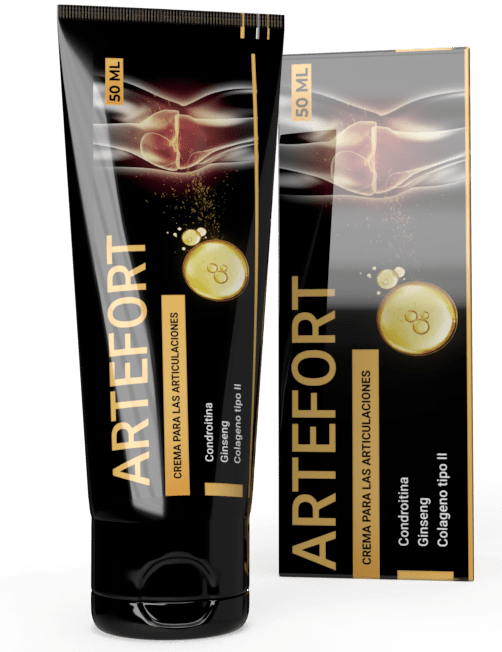 50 ML
ARTEFORT
CREMA PARA LAS ARTICULACIONES
Condroitina
Ginseng
Colageno tipo II
50 ML
ARTEFORT
CREMA PARA LAS ARTICULACIONES
Condroitina
Ginseng
Colageno tipo II